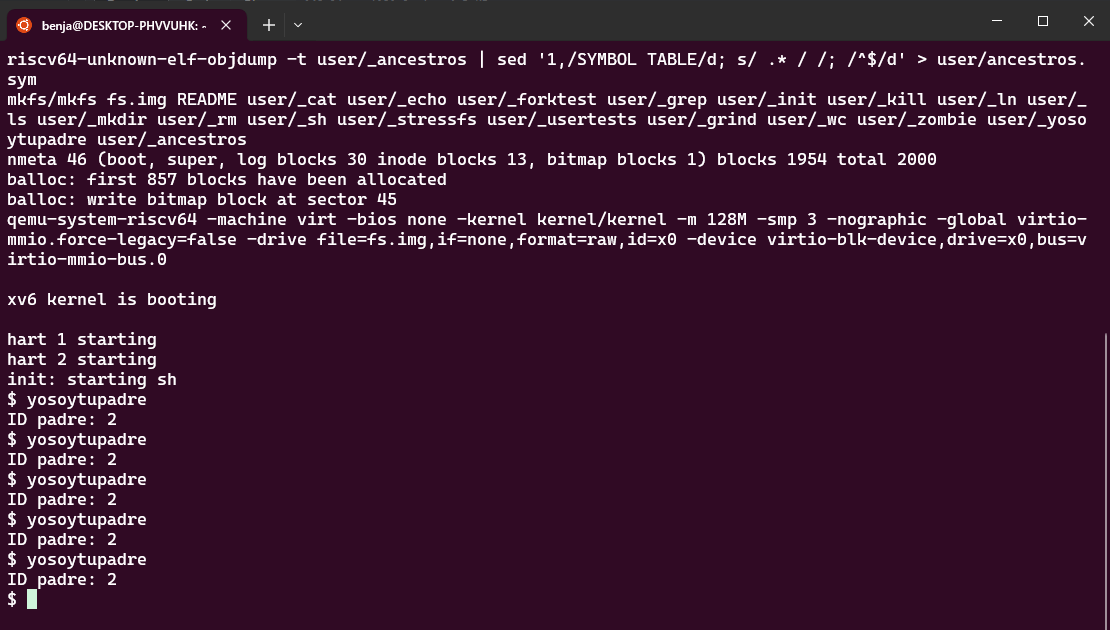 benja@DESKTOP-PHVVUHK: ~
riscv64-unknown-elf-objdump -t user/_ancestros | sed '1,/SYMBOL TABLE/d; s/ .* / /; /^$/d' > user/ancestros.
sym
mkfs/mkfs fs.img README user/_cat user/_echo user/_forktest user/_grep user/_init user/_kill user/_ln user/_
ls user/_mkdir user/_rm user/_sh user/_stressfs user/_usertests user/_grind user/_wc user/_zombie user/_yoso
ytupadre user/_ancestros
nmeta 46 (boot, super, log blocks 30 inode blocks 13, bitmap blocks 1) blocks 1954 total 2000
balloc: first 857 blocks have been allocated
balloc: write bitmap block at sector 45
qemu-system-riscv64 -machine virt -bios none -kernel kernel/kernel -m 128M -smp 3 -nographic -global virtio-
mmio.force-legacy=false -drive file=fs.img,if=none,format=raw,id=x0 -device virtio-blk-device,drive=x0,bus=v
irtio-mmio-bus.0
xv6 kernel is booting
hart 1 starting
hart 2 starting
init: starting sh
$ yosoytupadre
ID padre: 2
$ yosoytupadre
ID padre: 2
$ yosoytupadre
ID padre: 2
$ yosoytupadre
ID padre: 2
$ yosoytupadre
ID padre: 2
$